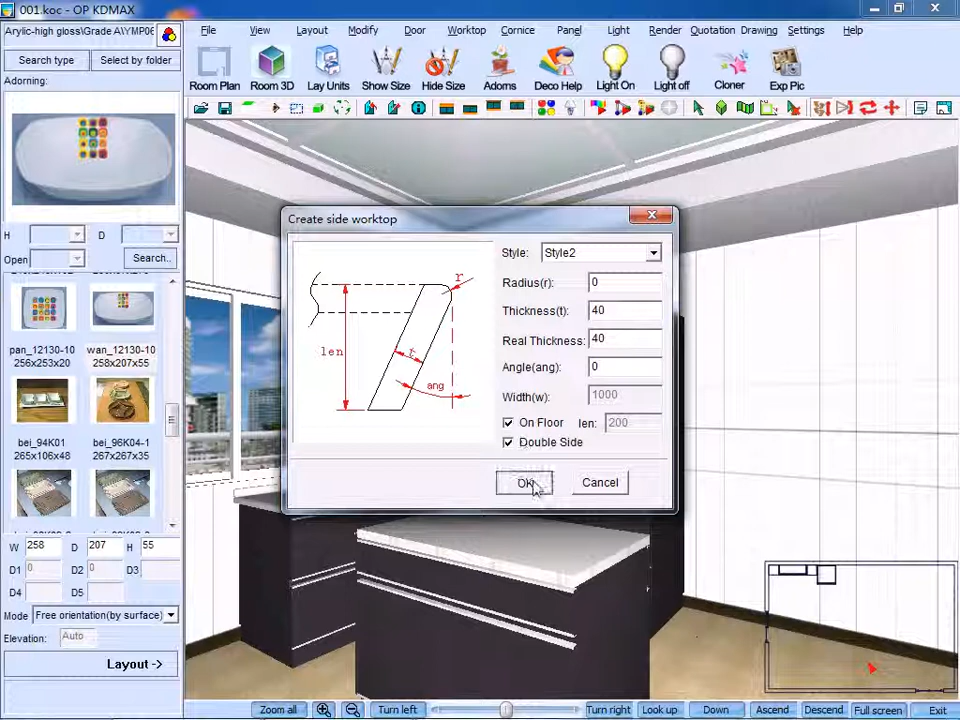 001.koc - OP KDMAX
Arylic-high gloss\Grade A\YMP06
File View Layout Modify Door Worktop Cornice Panel Light Render Quotation Drawing Settings Help
Search type Select by folder
Room Plan Room 3D Lay Units Show Size Hide Size Adorns Deco Help Light On Light off Cloner Exp Pic
Adorning:
H D
Open Search..
pan_12130-10 wan_12130-10
256x253x20 258x207x55
bei_94K01 bei_96K04-1
265x106x48 267x267x35
W 258 D 207 H 55
D1 0 D2 0 D3
D4 D5
Mode Free orientation(by surface)
Elevation: Auto
Layout ->
Create side worktop
Style: Style2
Radius(r): 0
Thickness(t): 40
Real Thickness: 40
Angle(ang): 0
Width(w): 1000
On Floor len: 200
Double Side
r
len
t
ang
OK Cancel
Zoom all Turn left Turn right Look up Down Ascend Descend Full screen Exit